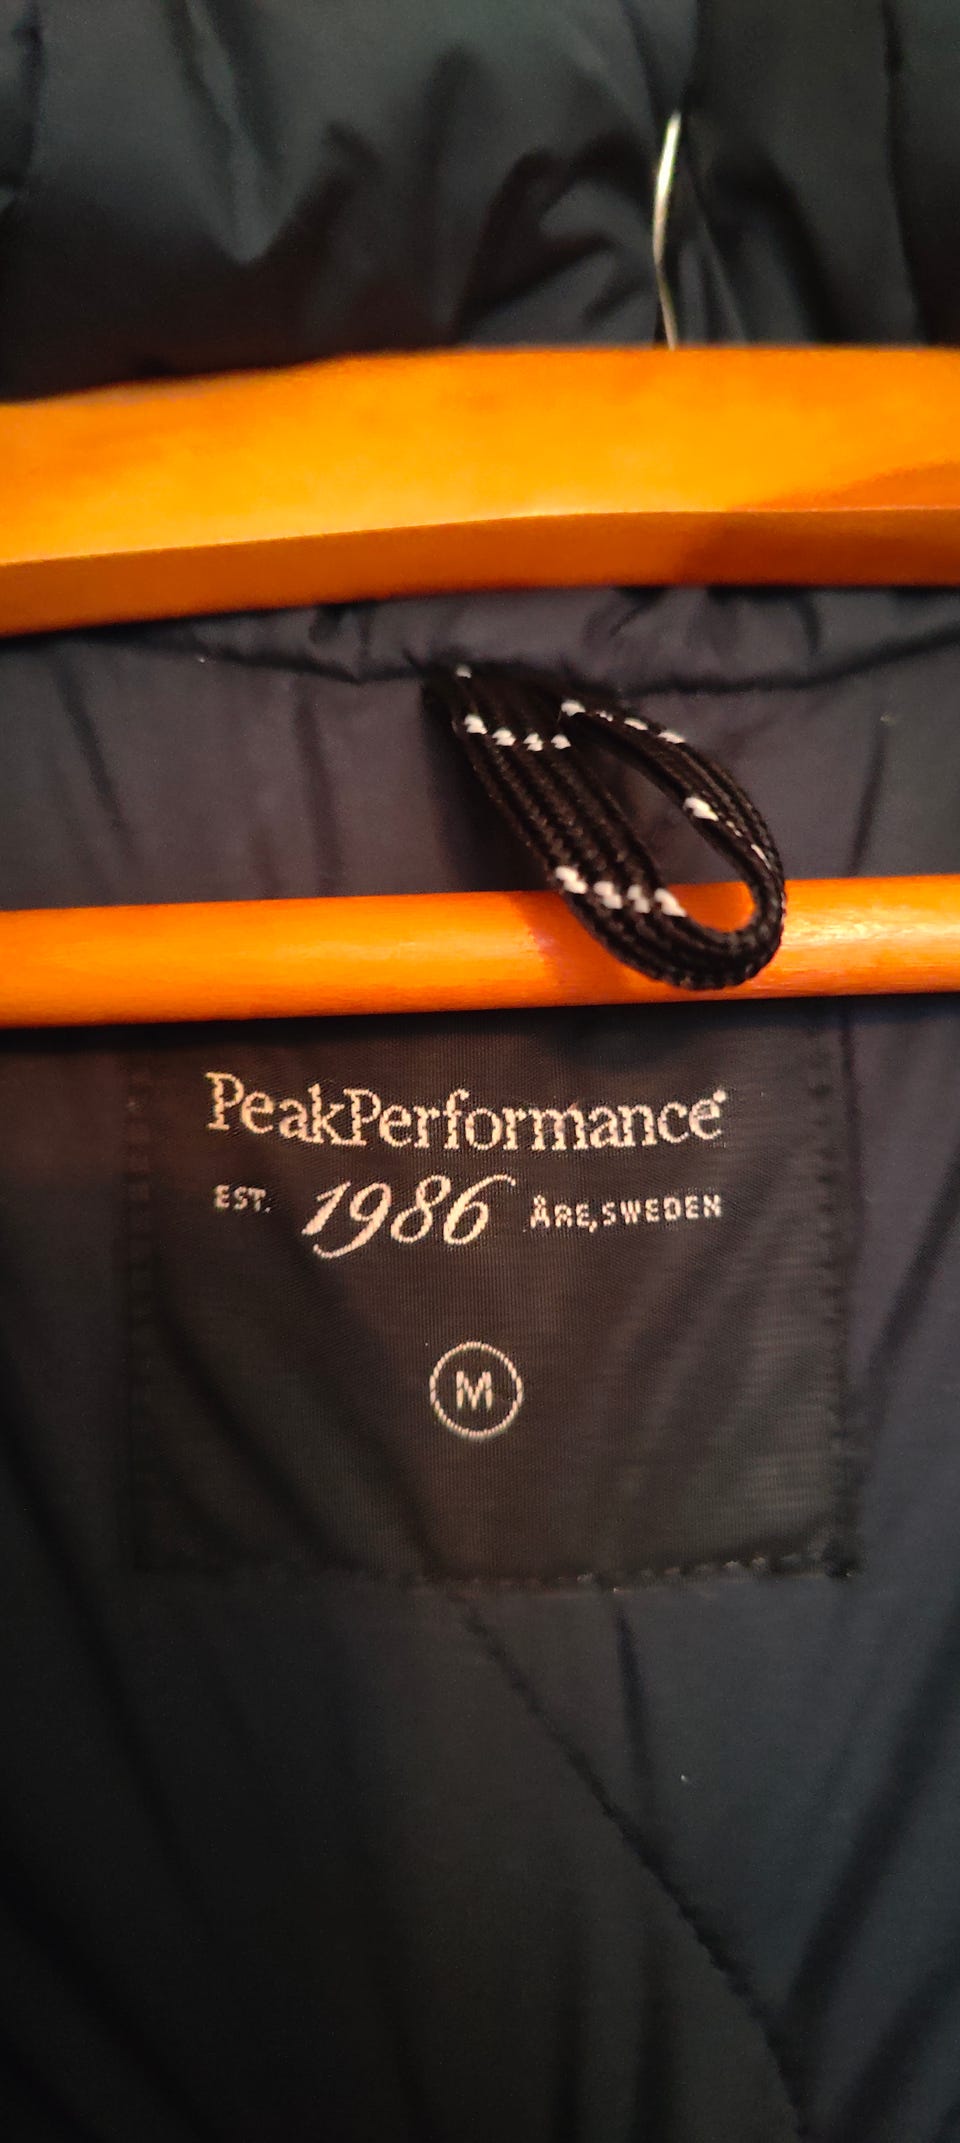 PeakPerformance®
EST. 1986 ÅRE, SWEDEN
M